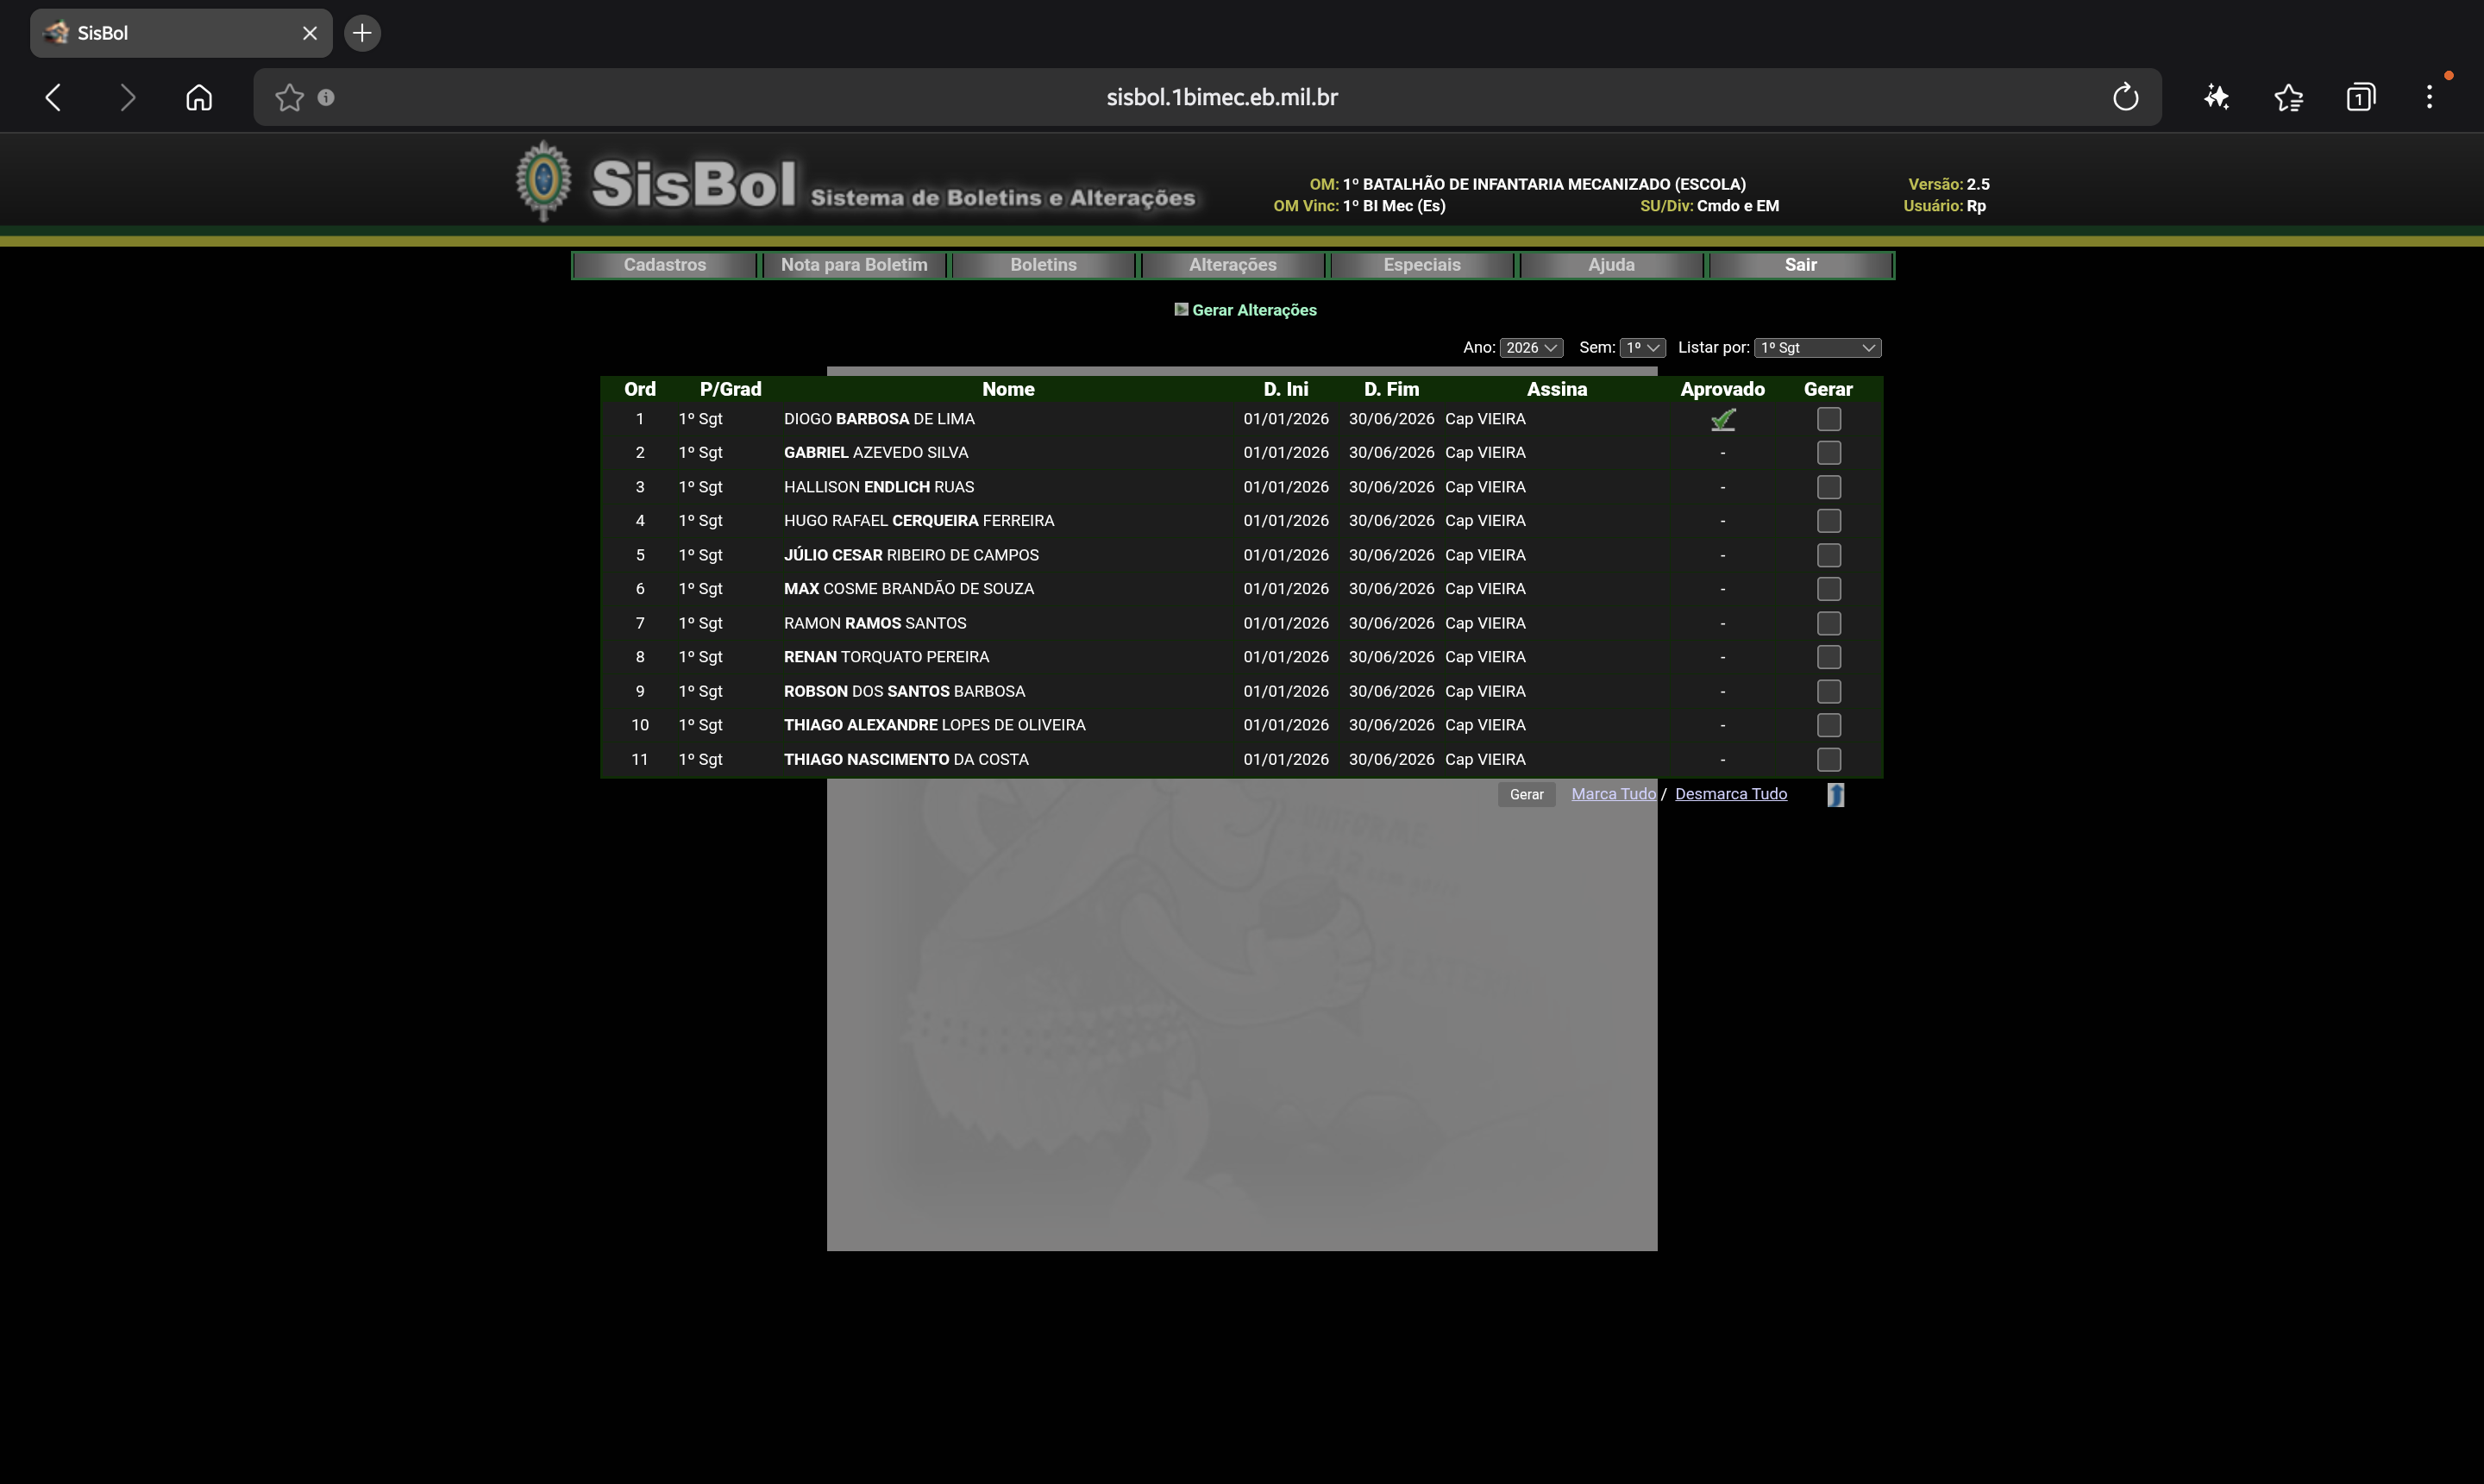 SisBol
sisbol.1bimec.eb.mil.br
1
SisBol Sistema de Boletins e Alterações
OM: 1º BATALHÃO DE INFANTARIA MECANIZADO (ESCOLA) Versão: 2.5
OM Vinc: 1º BI Mec (Es) SU/Div: Cmdo e EM Usuário: Rp
Cadastros Nota para Boletim Boletins Alterações Especiais Ajuda Sair
Gerar Alterações
Ano: 2026 Sem: 1º Listar por: 1º Sgt
Ord P/Grad Nome D. Ini D. Fim Assina Aprovado Gerar
1 1º Sgt DIOGO BARBOSA DE LIMA 01/01/2026 30/06/2026 Cap VIEIRA
2 1º Sgt GABRIEL AZEVEDO SILVA 01/01/2026 30/06/2026 Cap VIEIRA -
3 1º Sgt HALLISON ENDLICH RUAS 01/01/2026 30/06/2026 Cap VIEIRA -
4 1º Sgt HUGO RAFAEL CERQUEIRA FERREIRA 01/01/2026 30/06/2026 Cap VIEIRA -
5 1º Sgt JÚLIO CESAR RIBEIRO DE CAMPOS 01/01/2026 30/06/2026 Cap VIEIRA -
6 1º Sgt MAX COSME BRANDÃO DE SOUZA 01/01/2026 30/06/2026 Cap VIEIRA -
7 1º Sgt RAMON RAMOS SANTOS 01/01/2026 30/06/2026 Cap VIEIRA -
8 1º Sgt RENAN TORQUATO PEREIRA 01/01/2026 30/06/2026 Cap VIEIRA -
9 1º Sgt ROBSON DOS SANTOS BARBOSA 01/01/2026 30/06/2026 Cap VIEIRA -
10 1º Sgt THIAGO ALEXANDRE LOPES DE OLIVEIRA 01/01/2026 30/06/2026 Cap VIEIRA -
11 1º Sgt THIAGO NASCIMENTO DA COSTA 01/01/2026 30/06/2026 Cap VIEIRA -
Gerar Marca Tudo / Desmarca Tudo